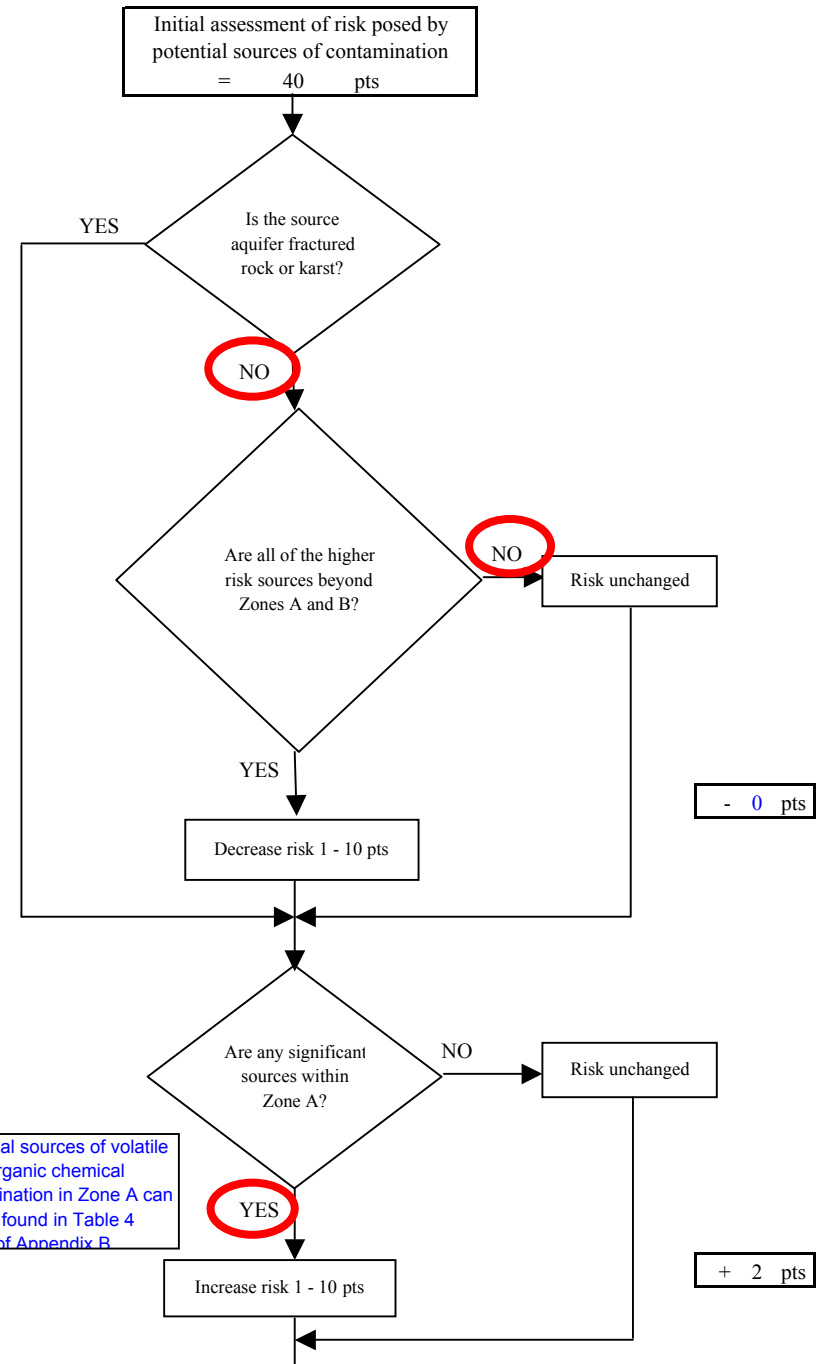 Initial assessment of risk posed by
potential sources of contamination
= 40 pts
YES
Is the source
aquifer fractured
rock or karst?
NO
Are all of the higher
risk sources beyond
Zones A and B?
NO
Risk unchanged
YES
- 0 pts
Decrease risk 1 - 10 pts
Are any significant
sources within
Zone A?
NO
Risk unchanged
al sources of volatile
rganic chemical
ination in Zone A can
found in Table 4
of Appendix B
YES
+ 2 pts
Increase risk 1 - 10 pts